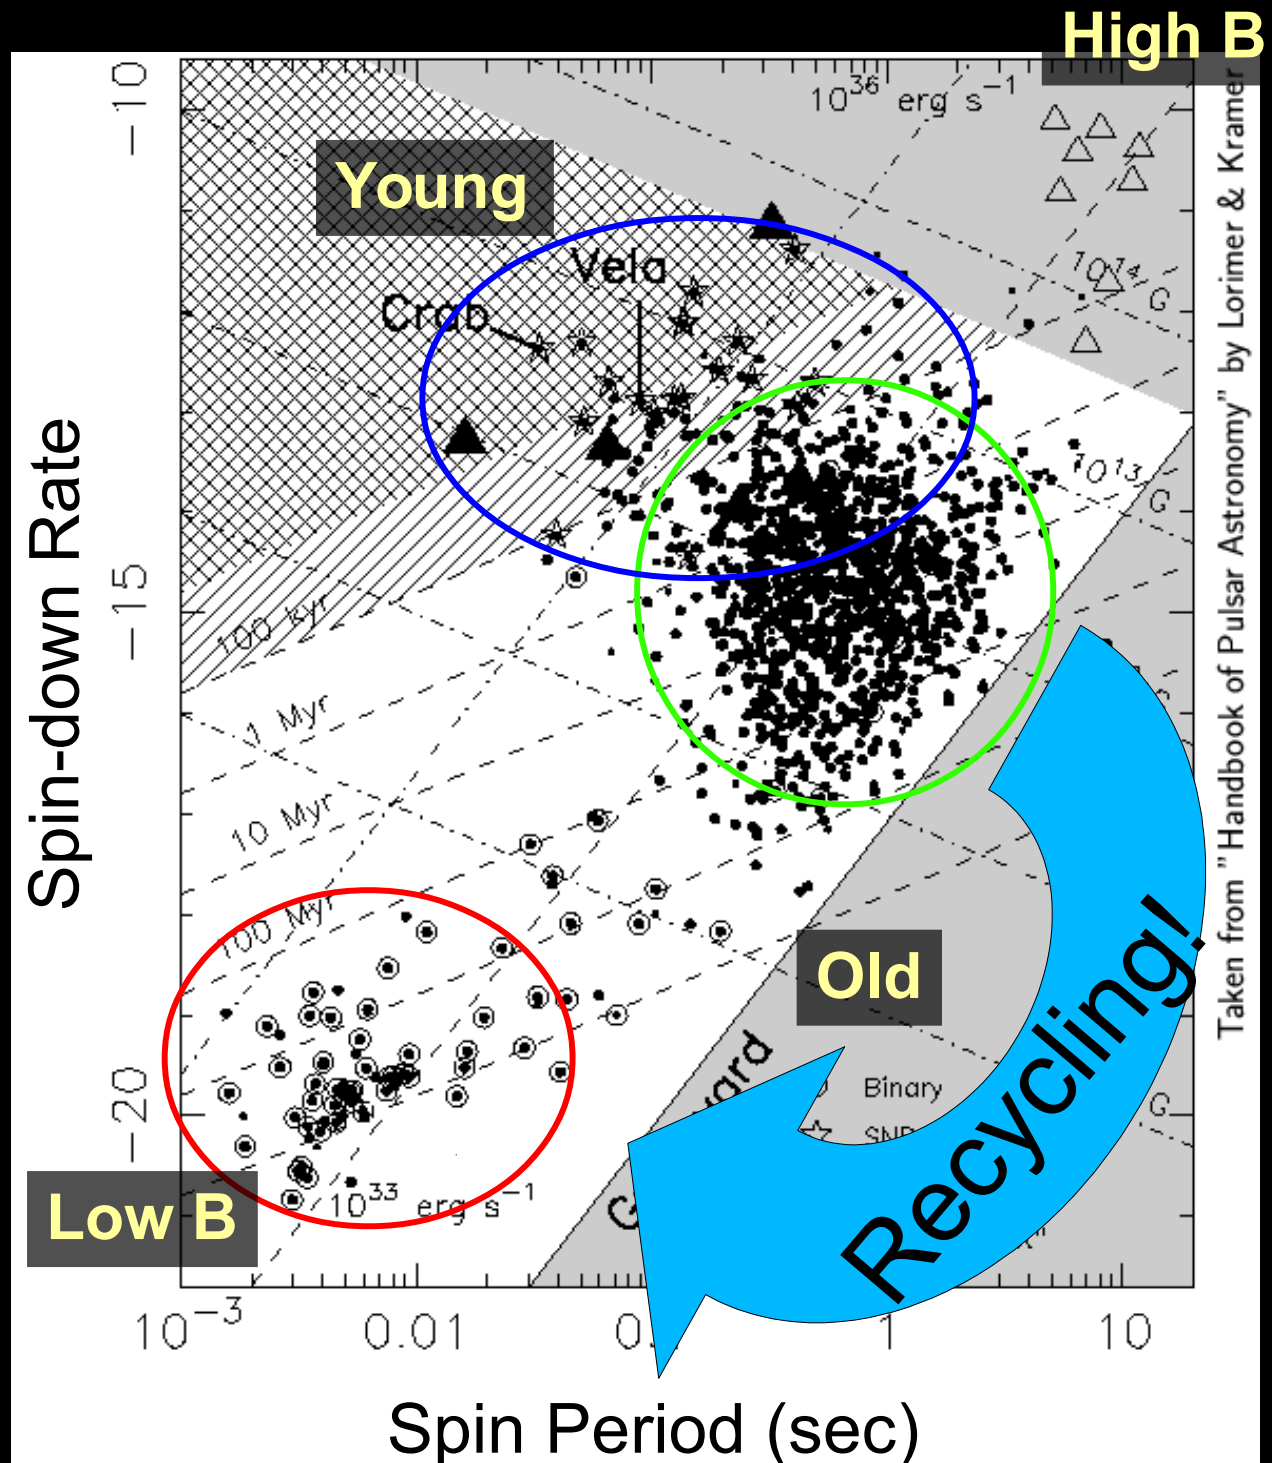 High B
10^36 erg s^-1
-10
Young
Vela
Crab
10^14 G
10^13 G
Spin-down Rate
-15
100 kyr
1 Myr
10 Myr
100 Myr
Old
Recycling!
Binary
-20
G
Low B
10^33 erg s^-1
10^-3
0.01
1
10
Spin Period (sec)
Taken from "Handbook of Pulsar Astronomy" by Lorimer & Kramer